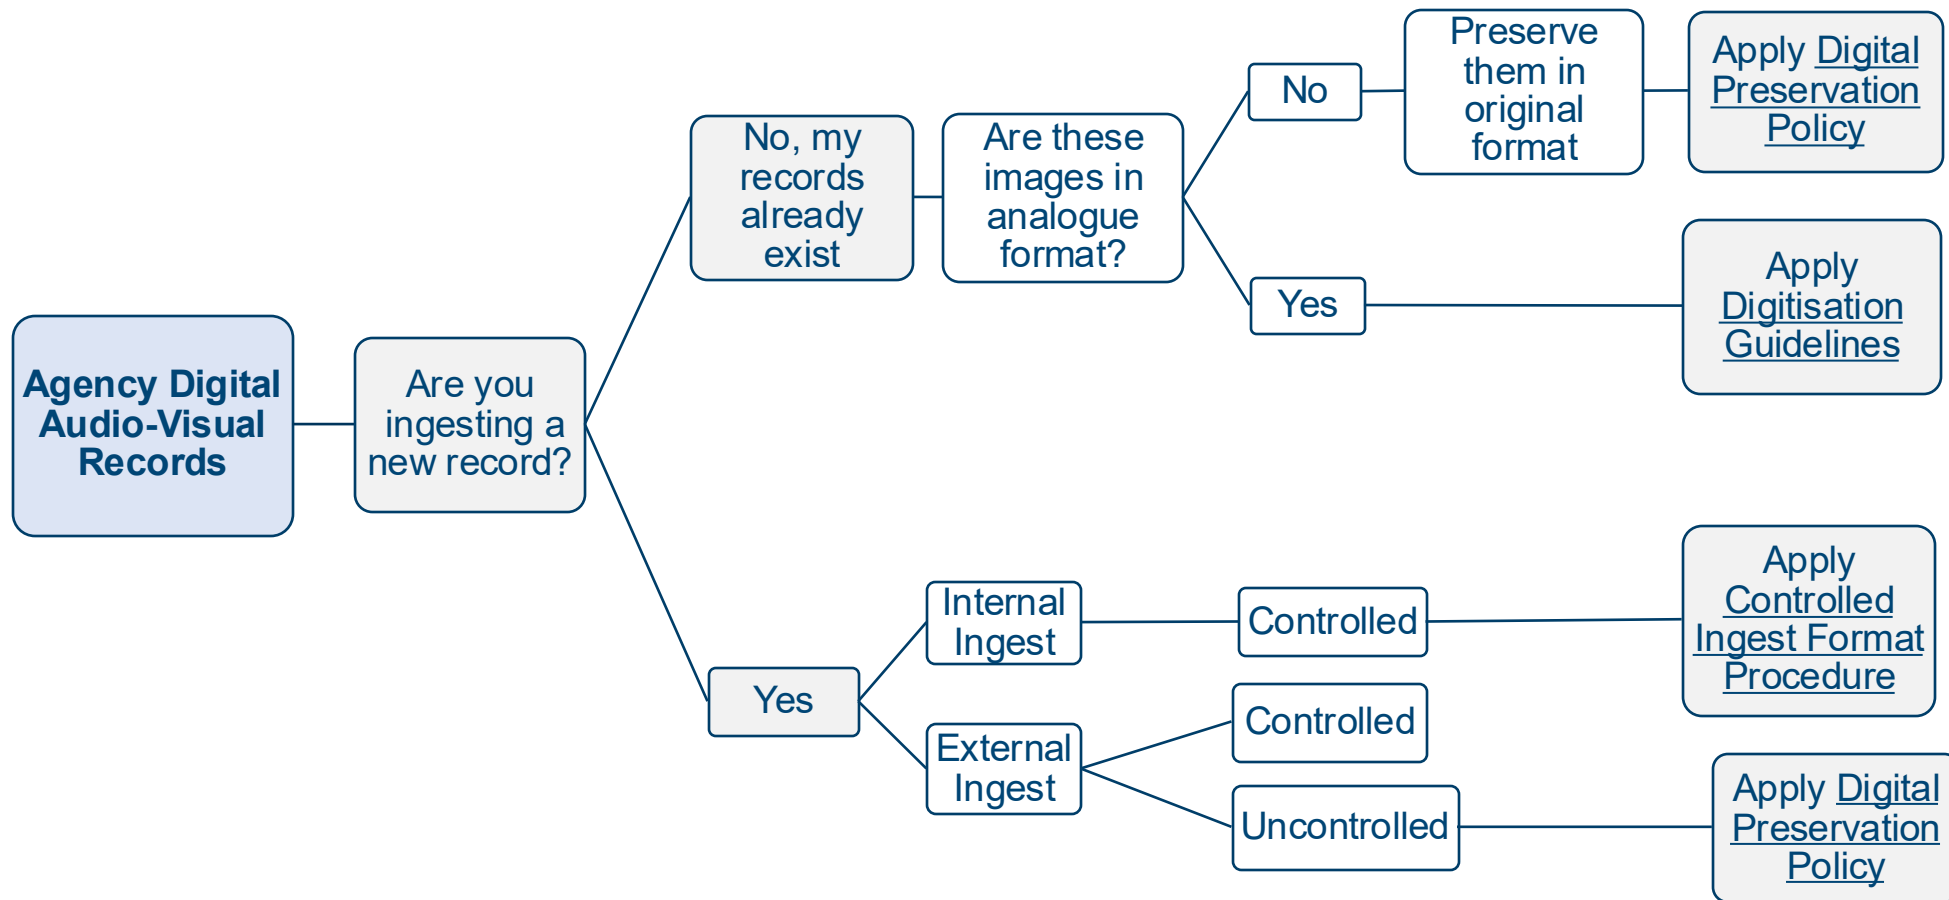 Agency Digital
Audio-Visual
Records
Are you
ingesting a
new record?
No, my
records
already
exist
Are these
images in
analogue
format?
No
Preserve
them in
original
format
Apply Digital
Preservation
Policy
Yes
Apply
Digitisation
Guidelines
Yes
Internal
Ingest
Controlled
Apply
Controlled
Ingest Format
Procedure
External
Ingest
Controlled
Uncontrolled
Apply Digital
Preservation
Policy